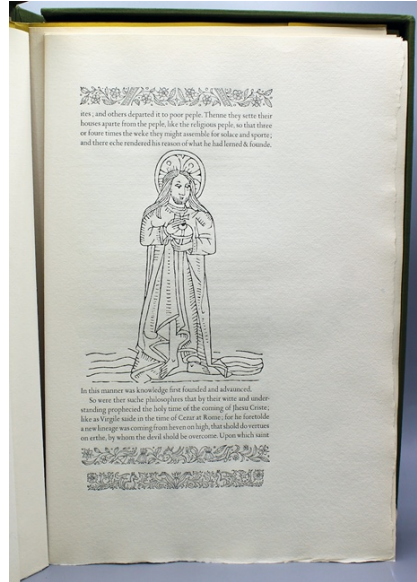 ites; and others departed it to poor peple. Thenne they sette their
houses aparte from the peple, like the religious peple, so that three
or foure times the weke they might assemble for solace and sporte;
and there eche rendered his reason of what he had lerned & founde.
In this manner was knowledge first founded and advanced.
So were ther suche philosophres that by their witte and under-
standing prophecied the holy time of the coming of Jhesu Criste;
like as Virgile saide in the time of Cezar at Rome; for he foretolde
a new lineage was coming from heven on high, that shold do vertues
on erthe, by whom the devil shold be overcome. Upon which saint